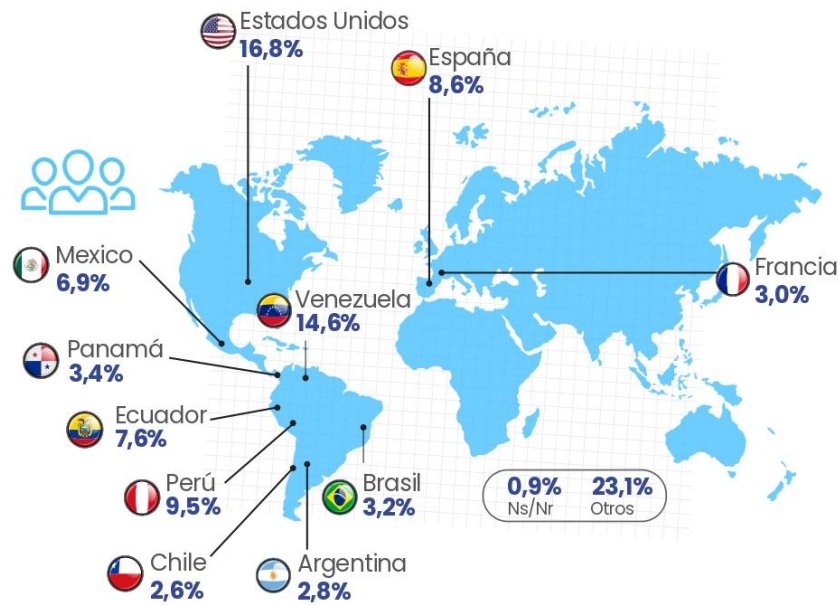 Estados Unidos
16,8%
España
8,6%
Mexico
6,9%
Venezuela
14,6%
Francia
3,0%
Panamá
3,4%
Ecuador
7,6%
Perú
9,5%
Brasil
3,2%
0,9% 23,1%
Ns/Nr Otros
Chile
2,6%
Argentina
2,8%